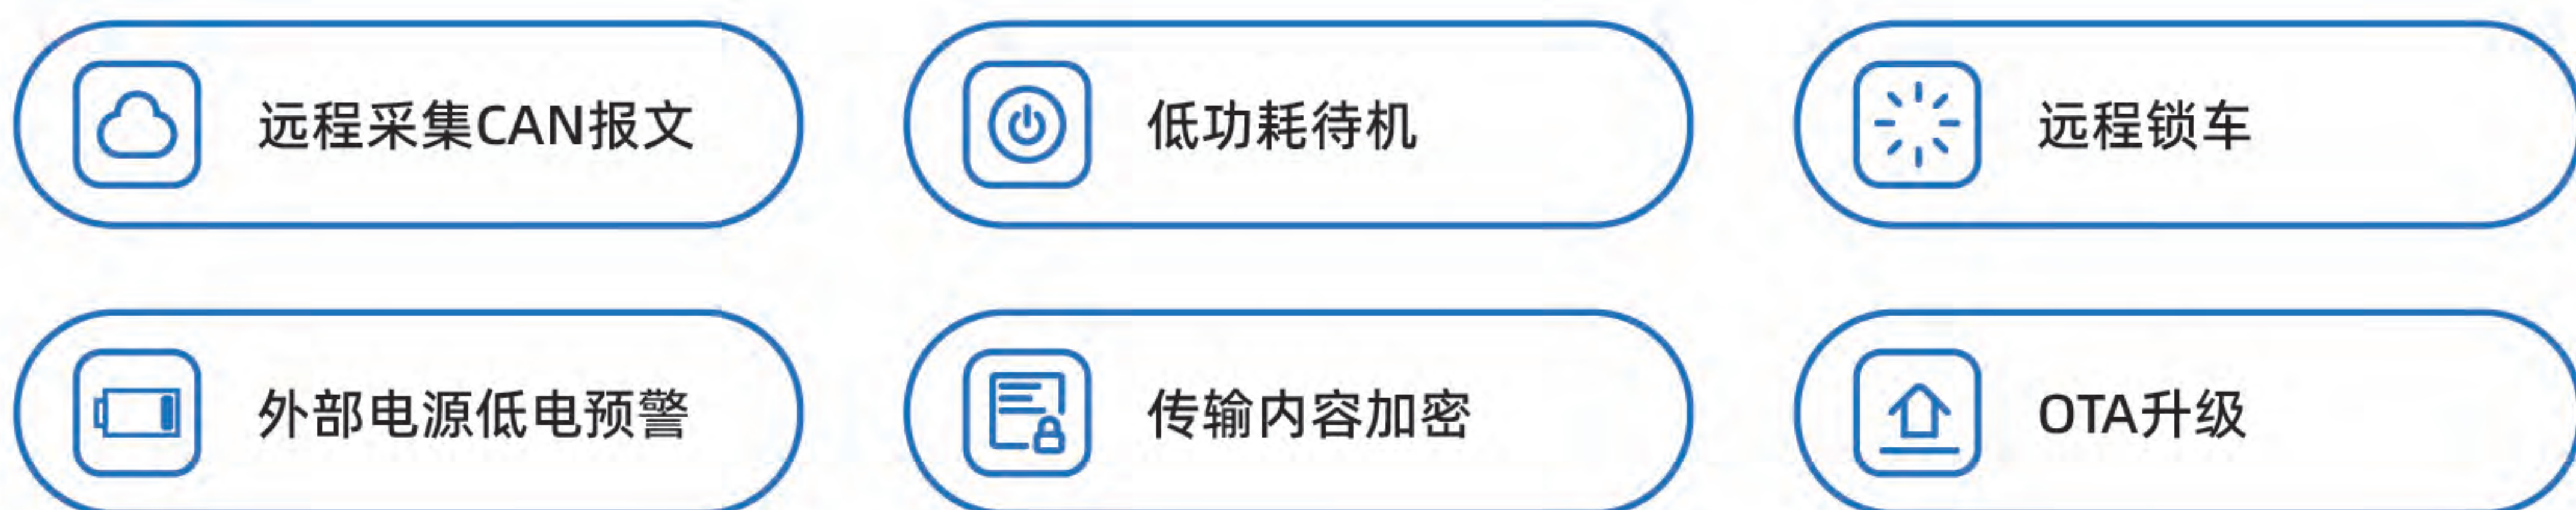 远程采集CAN报文
低功耗待机
远程锁车
外部电源低电预警
传输内容加密
OTA升级